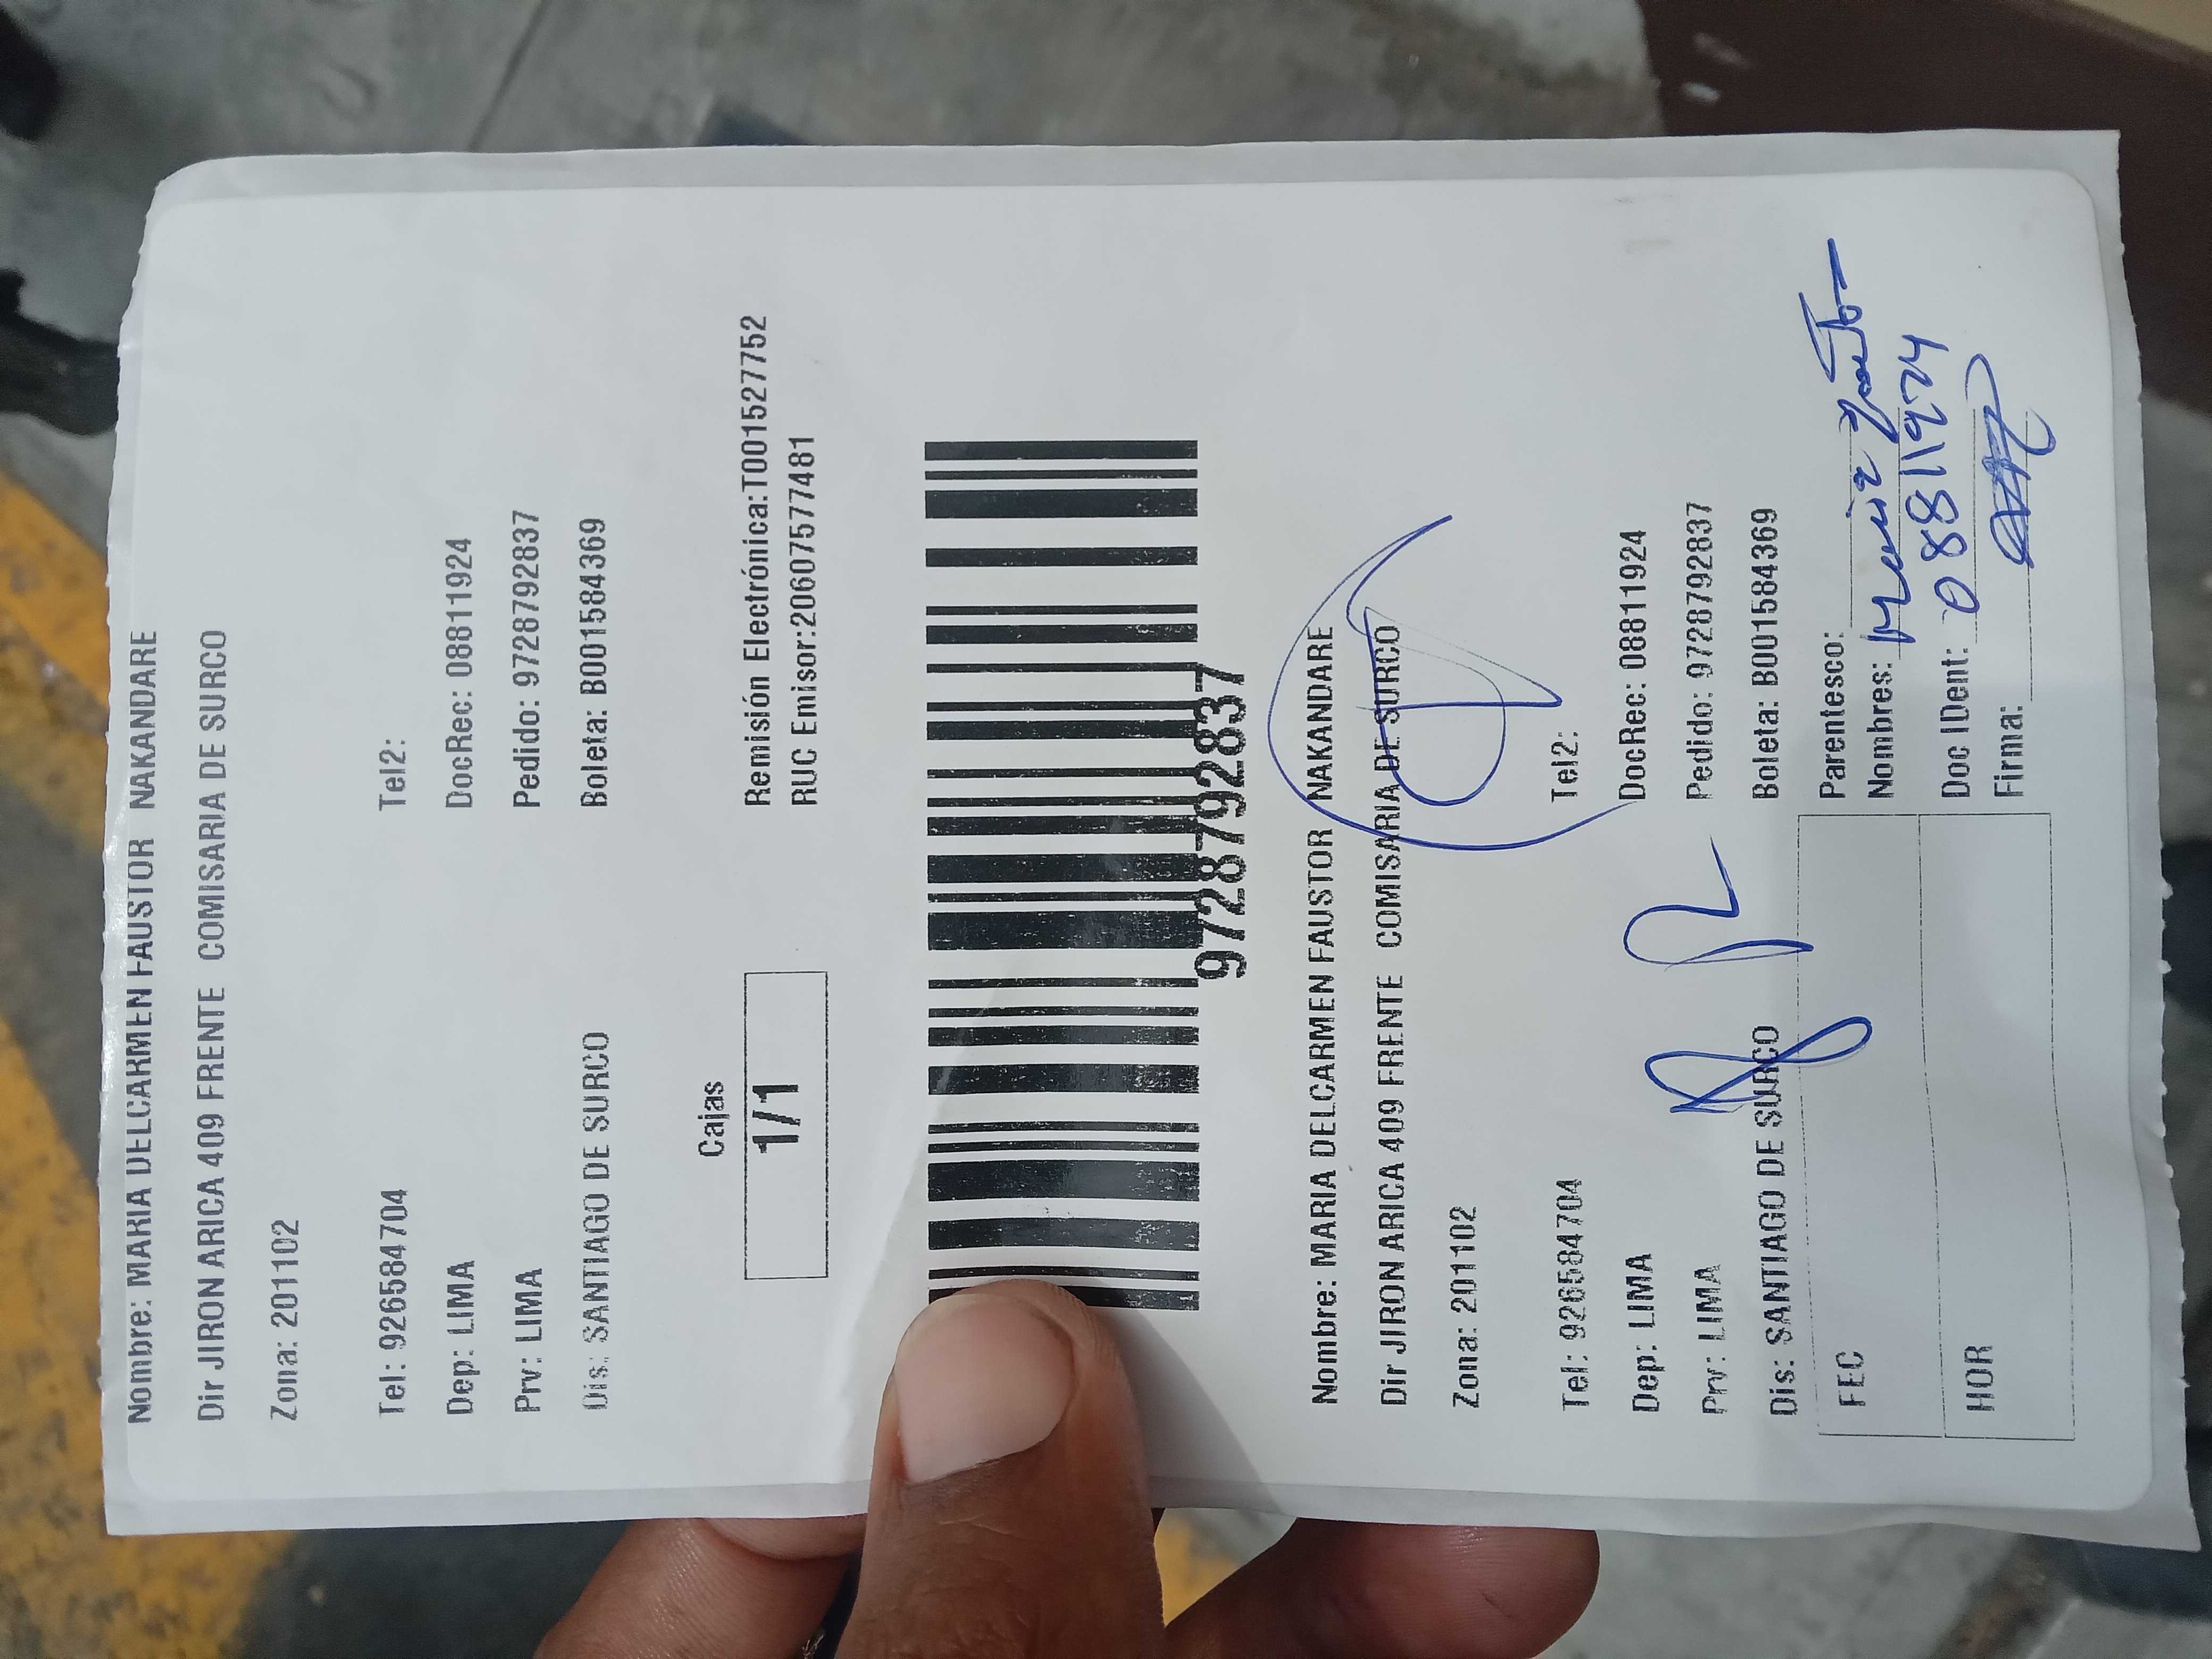 Nombre: MARIA DELCARMEN FAUSTOR NAKANDARE
Dir JIRON ARICA 409 FRENTE COMISARIA DE SURCO
Zona: 201102
Tel: 926584704 Tel2:
Dep: LIMA DocRec: 08811924
Prv: LIMA Pedido: 972879283​7
Dis: SANTIAGO DE SURCO Boleta: B001584369
Cajas
1/1
Remisión Electrónica:T001527752
RUC Emisor:20607577481
9728792837
Nombre: MARIA DELCARMEN FAUSTOR NAKANDARE
Dir JIRON ARICA 409 FRENTE COMISARIA DE SURCO
Zona: 201102
Tel: 926584704 Tel2:
Dep: LIMA DocRec: 08811924
Prv: LIMA Pedido: 9728792837
Dis: SANTIAGO DE SURCO Boleta: B001584369
FEC
HOR
Parentesco:
Nombres:
Doc IDent: 08811924
Firma: